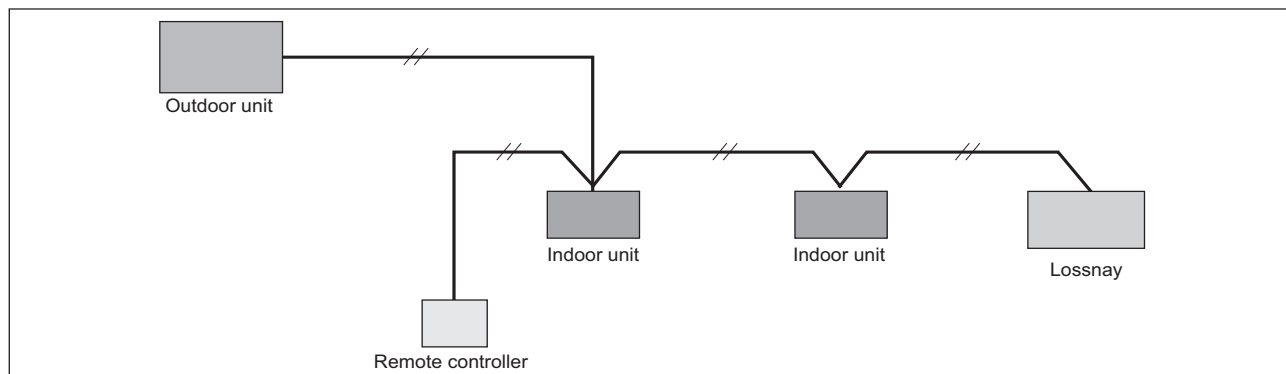 Outdoor unit
Indoor unit
Indoor unit
Lossnay
Remote controller